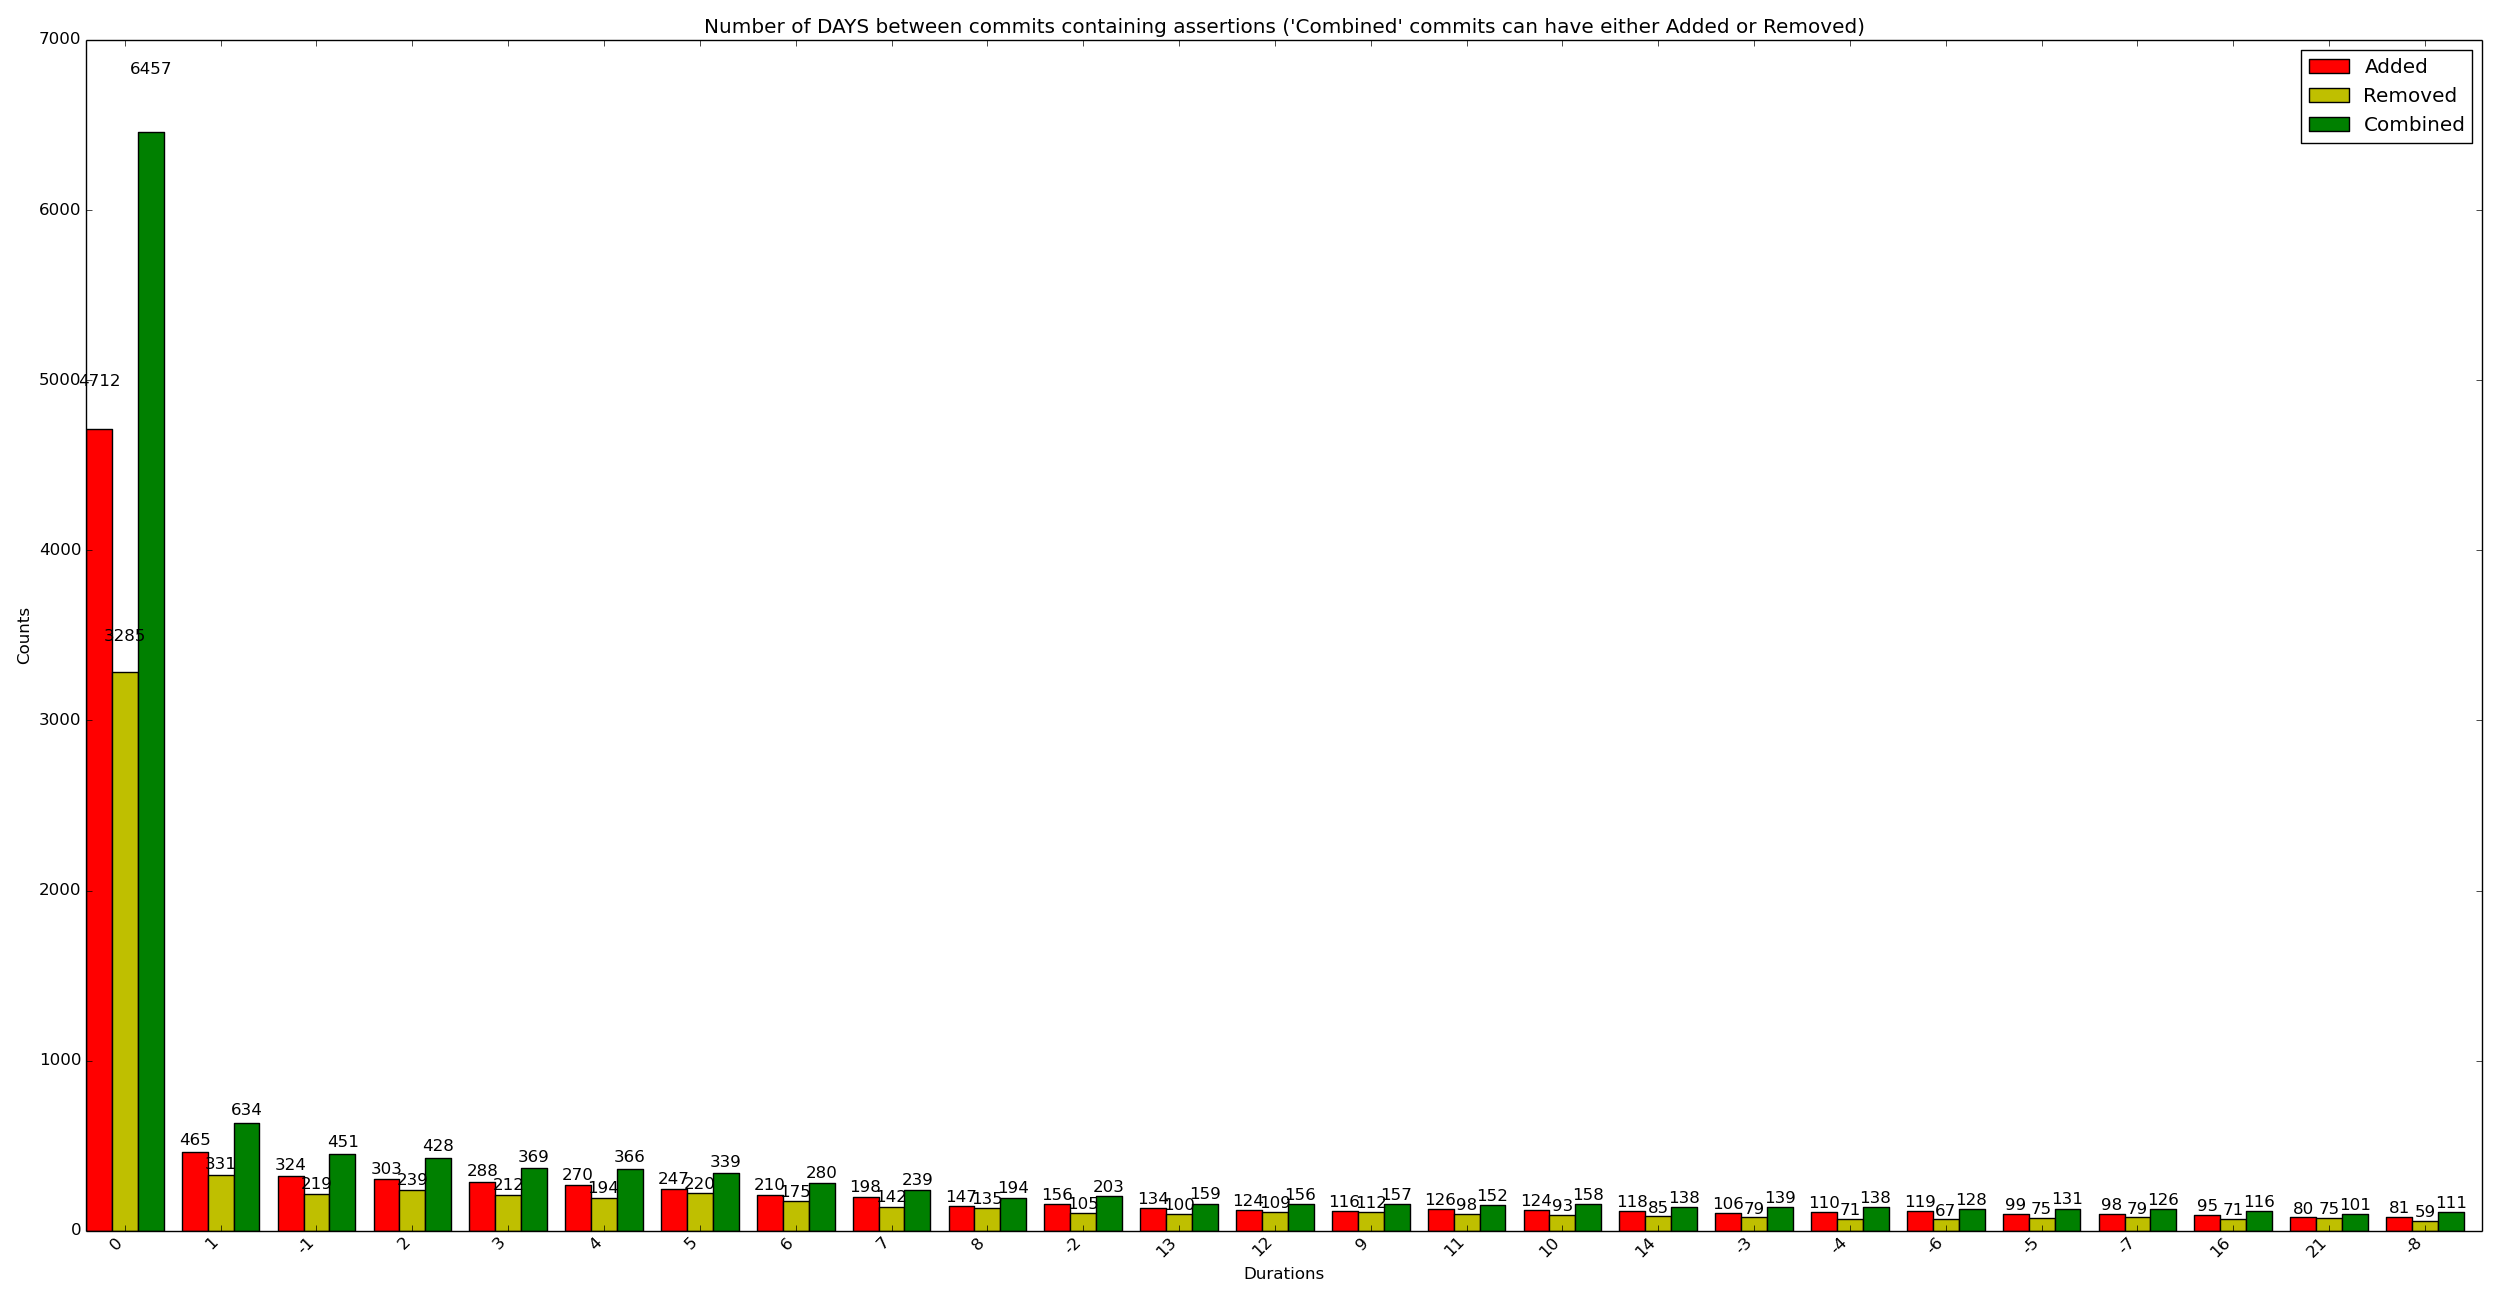 Number of DAYS between commits containing assertions ('Combined' commits can have either Added or Removed)
Added
Removed
Combined
Counts
7000
6000
5000
4000
3000
2000
1000
0
4712 3285 6457
465 331 634
324 219 451
303 239 428
288 212 369
270 194 366
247 220 339
210 175 280
198 142 239
147 135 194
156 105 203
134 100 159
124 109 156
116 112 157
126 98 152
124 93 158
118 85 138
106 79 139
110 71 138
119 67 128
99 75 131
98 79 126
95 71 116
80 75 101
81 59 111
0 1 -1 2 3 4 5 6 7 8 -2 13 12 9 11 10 14 -3 -4 -6 -5 -7 16 21 -8
Durations